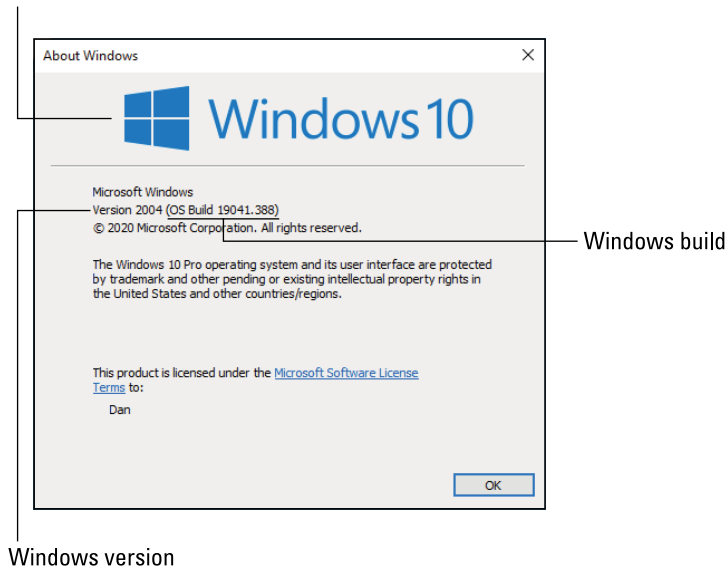 About Windows
Windows 10
Microsoft Windows
Version 2004 (OS Build 19041.388)
© 2020 Microsoft Corporation. All rights reserved.
Windows build
The Windows 10 Pro operating system and its user interface are protected
by trademark and other pending or existing intellectual property rights in
the United States and other countries/regions.
This product is licensed under the Microsoft Software License
Terms to:
Dan
OK
Windows version